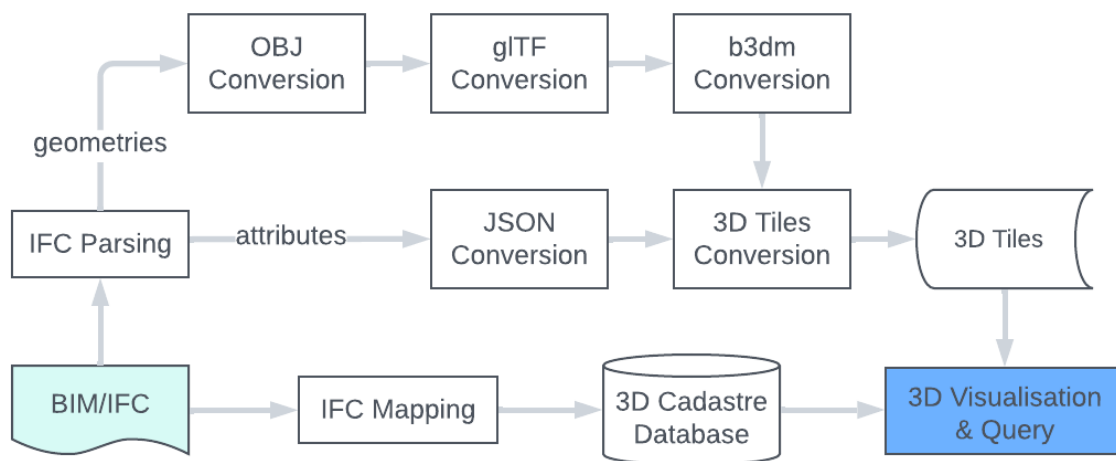 OBJ
Conversion
glTF
Conversion
b3dm
Conversion
geometries
IFC Parsing
attributes
JSON
Conversion
3D Tiles
Conversion
3D Tiles
BIM/IFC
IFC Mapping
3D Cadastre
Database
3D Visualisation
& Query